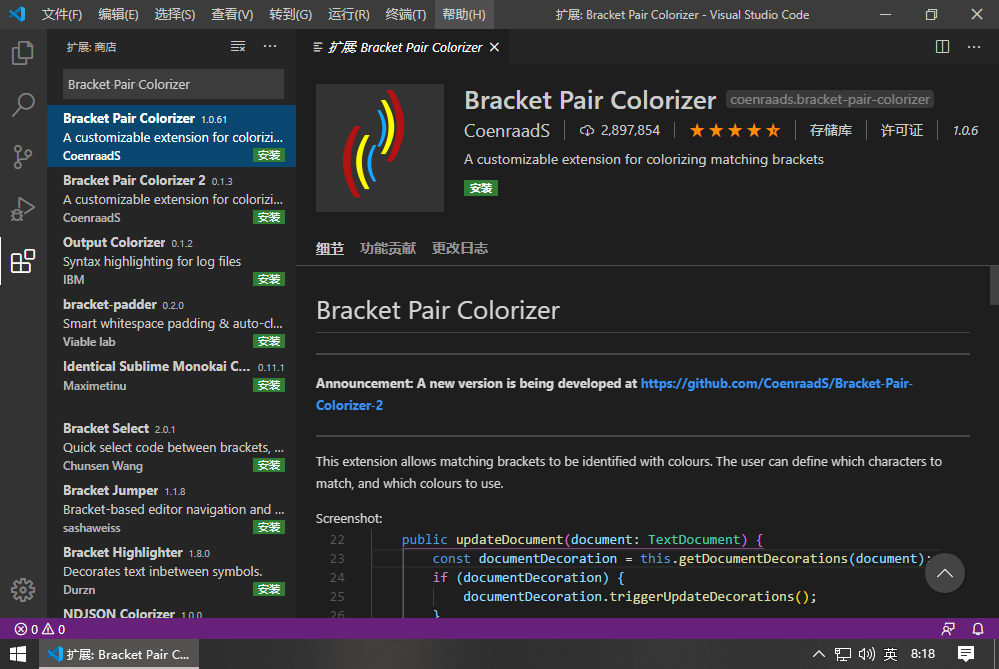 文件(F) 编辑(E) 选择(S) 查看(V) 转到(G) 运行(R) 终端(T) 帮助(H) 扩展: Bracket Pair Colorizer - Visual Studio Code
扩展: 商店
Bracket Pair Colorizer
Bracket Pair Colorizer 1.0.61
A customizable extension for colorizi...
CoenraadS 安装
Bracket Pair Colorizer 2 0.1.3
A customizable extension for colorizi...
CoenraadS 安装
Output Colorizer 0.1.2
Syntax highlighting for log files
IBM 安装
bracket-padder 0.2.0
Smart whitespace padding & auto-cl...
Viable lab 安装
Identical Sublime Monokai C... 0.11.1
Maximetinu 安装
Bracket Select 2.0.1
Quick select code between brackets, ...
Chunsen Wang 安装
Bracket Jumper 1.1.8
Bracket-based editor navigation and ...
sashaweiss 安装
Bracket Highlighter 1.8.0
Decorates text inbetween symbols.
Durzn 安装
NDJSON Colorizer 1.0.0
扩展: Bracket Pair Colorizer
Bracket Pair Colorizer coenraads.bracket-pair-colorizer
CoenraadS 2,897,854 存储库 许可证 1.0.6
A customizable extension for colorizing matching brackets
安装
细节 功能贡献 更改日志
Bracket Pair Colorizer
Announcement: A new version is being developed at https://github.com/CoenraadS/Bracket-Pair-
Colorizer-2
This extension allows matching brackets to be identified with colours. The user can define which characters to
match, and which colours to use.
Screenshot:
22 public updateDocument(document: TextDocument) {
23 const documentDecoration = this.getDocumentDecorations(document);
24 if (documentDecoration) {
25 documentDecoration.triggerUpdateDecorations();
26 }
0 0
扩展: Bracket Pair C... 英 8:18